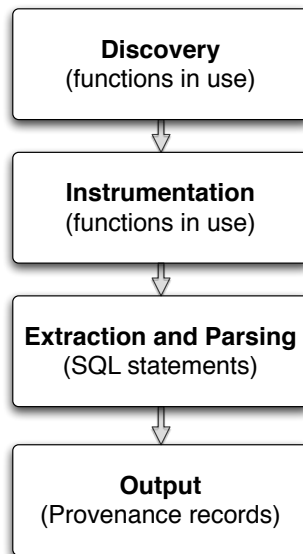 Discovery
(functions in use)
Instrumentation
(functions in use)
Extraction and Parsing
(SQL statements)
Output
(Provenance records)